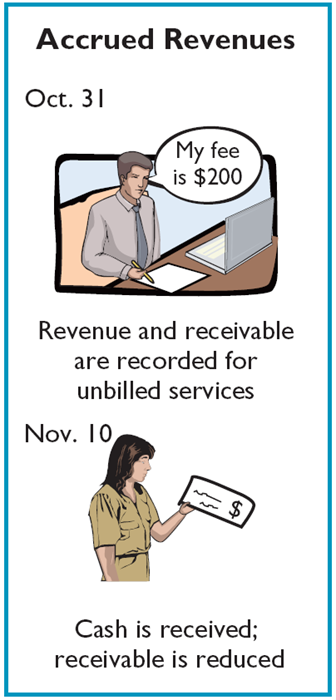 Accrued Revenues
Oct. 31
My fee
is $200
Revenue and receivable
are recorded for
unbilled services
Nov. 10
$
Cash is received;
receivable is reduced